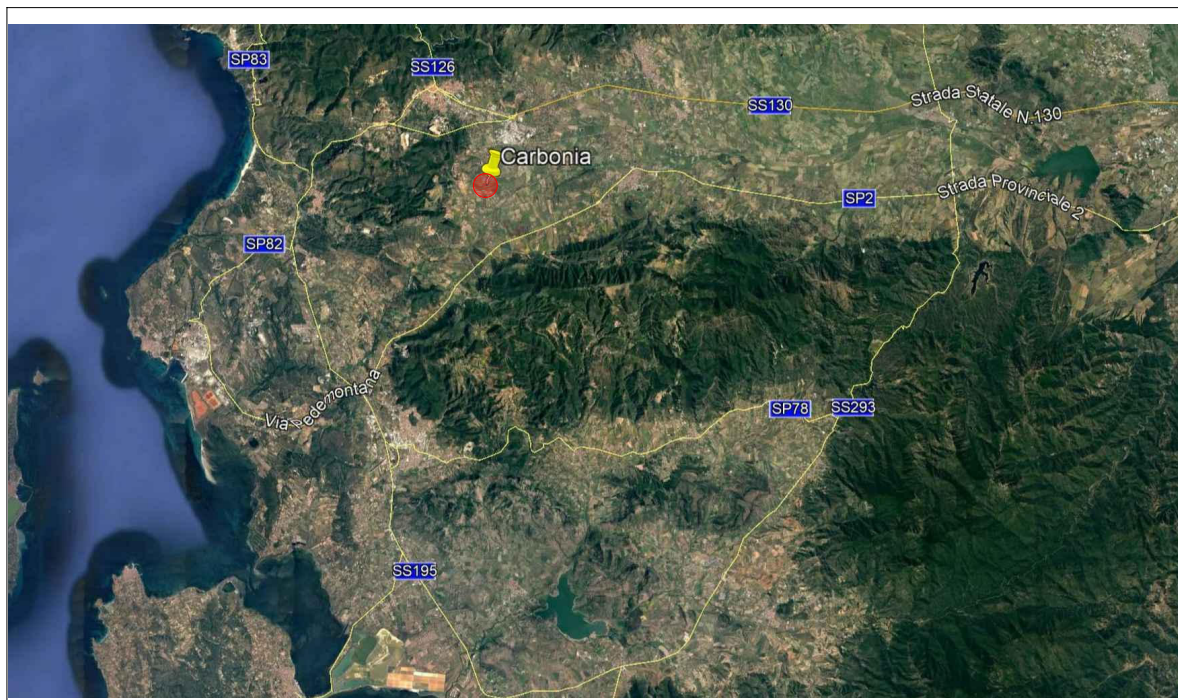 SP83
SS126
SS130
Strada Statale N.130
Carbonia
SP2
Strada Provinciale 2
SP82
Via Pedemontana
SP78
SS293
SS195